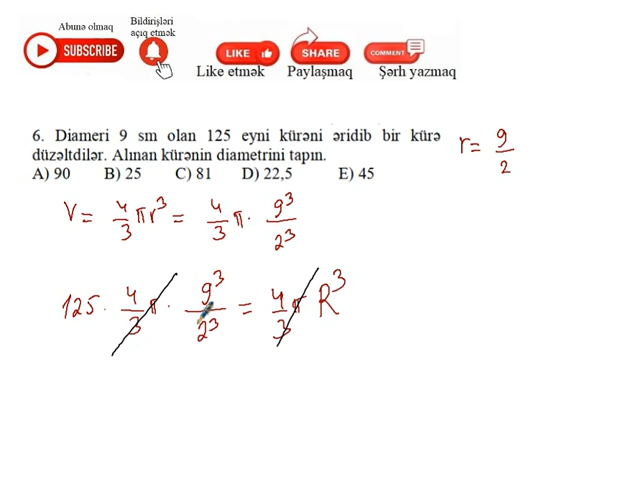 Abunə olmaq
Bildirişləri
açıq etmək
SUBSCRIBE
LIKE
SHARE
COMMENT
Like etmək Paylaşmaq Şərh yazmaq
6. Diameri 9 sm olan 125 eyni kürəni əridib bir kürə
düzəltdilər. Alınan kürənin diametrini tapın.
A) 90 B) 25 C) 81 D) 22,5 E) 45
r = 9/2
V = 4/3 πr³ = 4/3 π · 9³/2³
125 · 4/3 π · 9³/2³ = 4/3 π R³